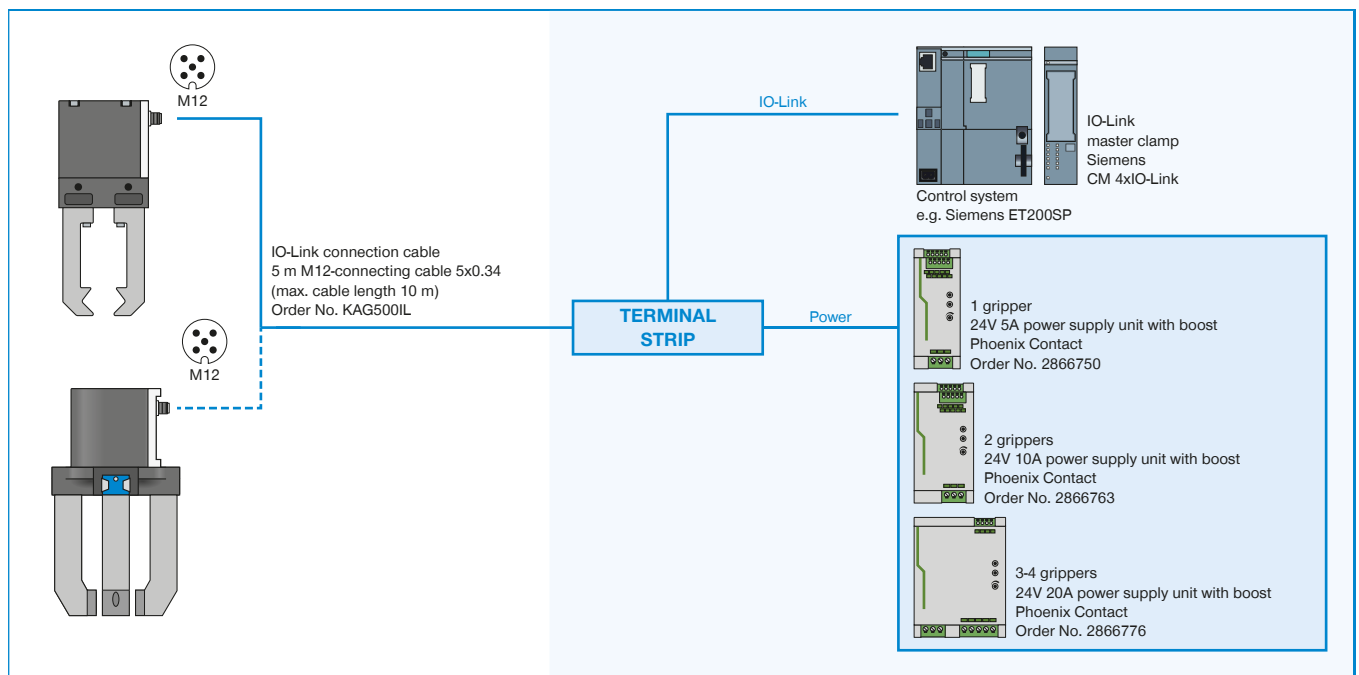 M12
IO-Link connection cable
5 m M12-connecting cable 5x0.34
(max. cable length 10 m)
Order No. KAG500IL
M12
TERMINAL
STRIP
IO-Link
Power
IO-Link
master clamp
Siemens
CM 4xIO-Link
Control system
e.g. Siemens ET200SP
1 gripper
24V 5A power supply unit with boost
Phoenix Contact
Order No. 2866750
2 grippers
24V 10A power supply unit with boost
Phoenix Contact
Order No. 2866763
3-4 grippers
24V 20A power supply unit with boost
Phoenix Contact
Order No. 2866776